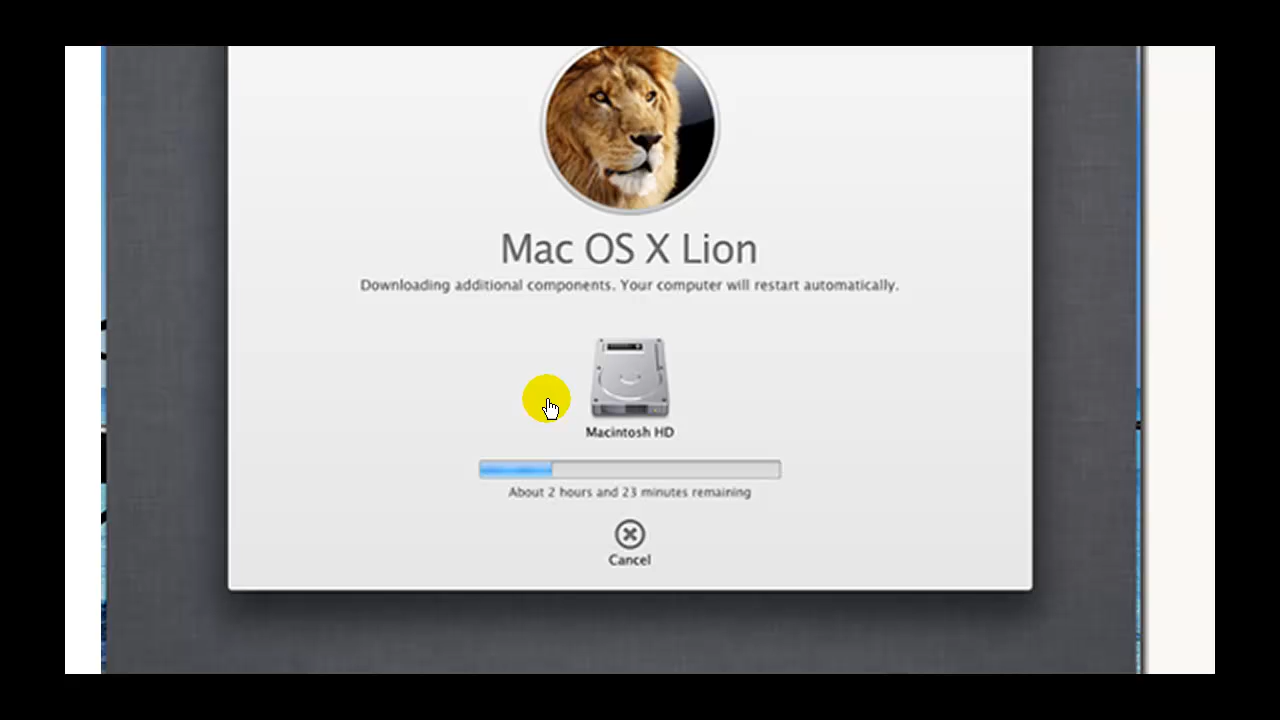 Mac OS X Lion
Downloading additional components. Your computer will restart automatically.
Macintosh HD
About 2 hours and 23 minutes remaining
Cancel